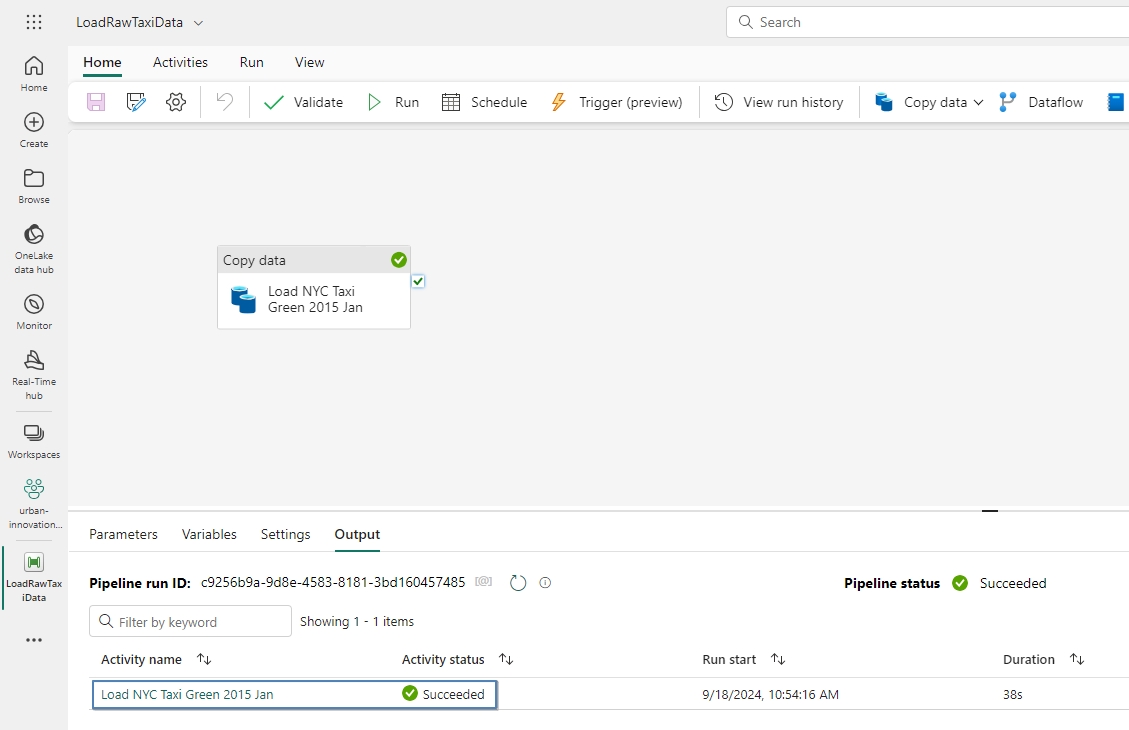 LoadRawTaxiData
Search
Home
Create
Browse
OneLake
data hub
Monitor
Real-Time
hub
Workspaces
urban-
innovation...
LoadRawTax
iData
Home Activities Run View
Validate Run Schedule Trigger (preview) View run history Copy data Dataflow
Copy data
Load NYC Taxi
Green 2015 Jan
Parameters Variables Settings Output
Pipeline run ID: c9256b9a-9d8e-4583-8181-3bd160457485 Pipeline status Succeeded
Filter by keyword Showing 1 - 1 items
Activity name Activity status Run start Duration
Load NYC Taxi Green 2015 Jan Succeeded 9/18/2024, 10:54:16 AM 38s